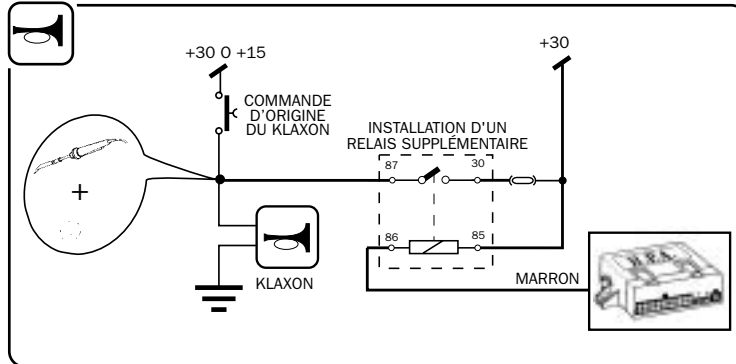 +30 O +15
+30
COMMANDE
D'ORIGINE
DU KLAXON
INSTALLATION D'UN
RELAIS SUPPLÉMENTAIRE
87
30
+
86
85
KLAXON
MARRON